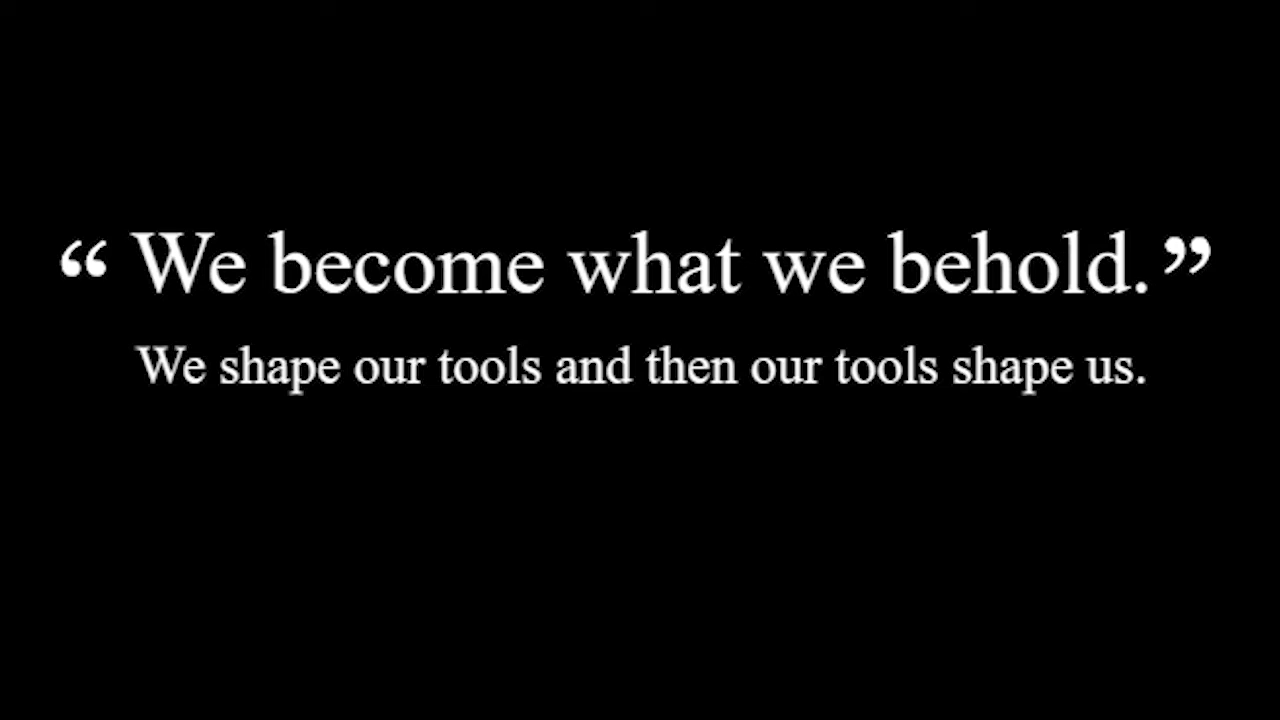 “ We become what we behold. ”
We shape our tools and then our tools shape us.